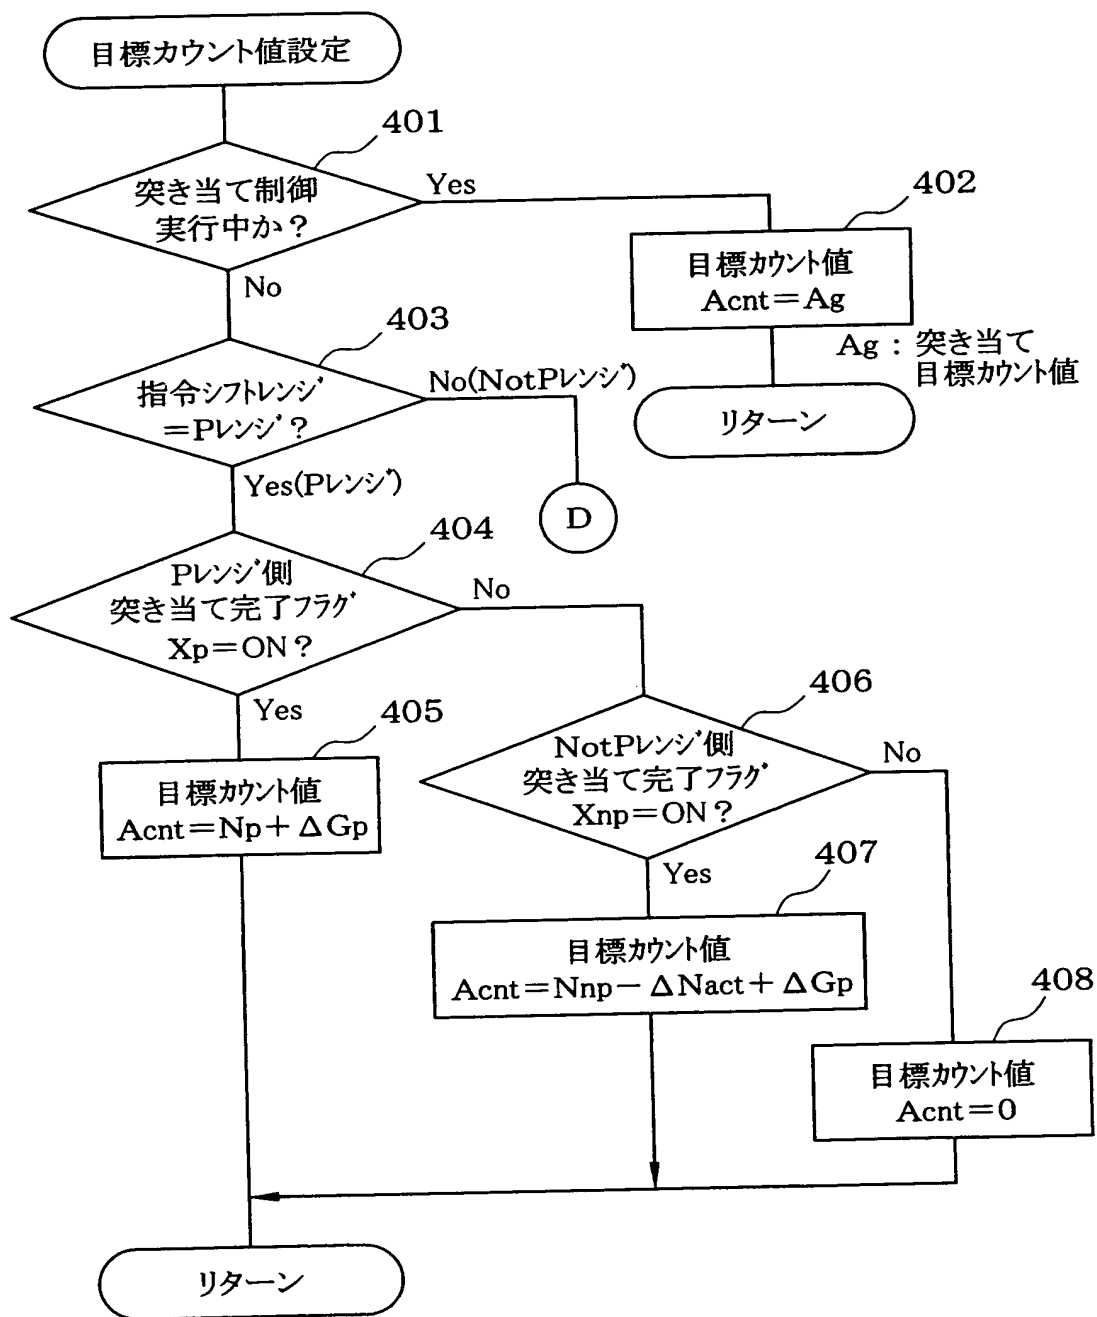 目標カウント値設定
401
突き当て制御
実行中か？
Yes
No
402
目標カウント値
Acnt＝Ag
Ag：突き当て
目標カウント値
リターン
403
指令シフトレンジ
＝Pレンジ？
No(NotPレンジ)
D
Yes(Pレンジ)
404
Pレンジ側
突き当て完了フラグ
Xp＝ON？
No
Yes
405
目標カウント値
Acnt＝Np＋ΔGp
406
NotPレンジ側
突き当て完了フラグ
Xnp＝ON？
No
Yes
407
目標カウント値
Acnt＝Nnp－ΔNact＋ΔGp
408
目標カウント値
Acnt＝0
リターン